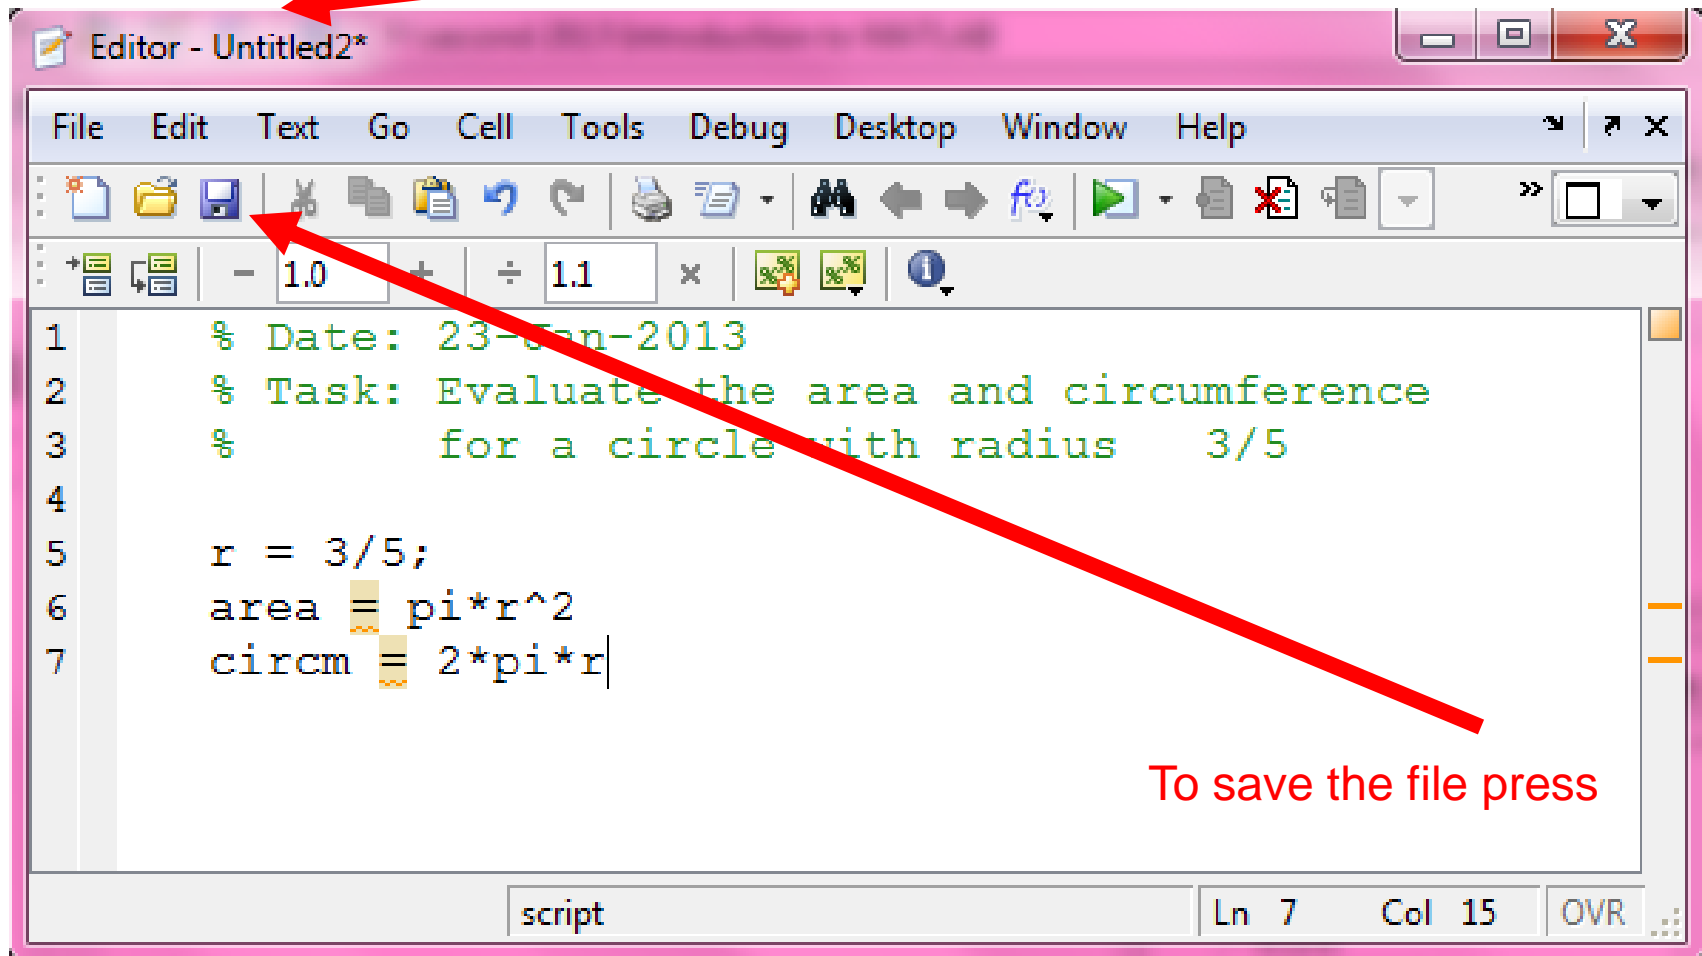 Editor - Untitled2*
File Edit Text Go Cell Tools Debug Desktop Window Help
1.0 1.1
1 % Date: 23-Jan-2013
2 % Task: Evaluate the area and circumference
3 % for a circle with radius 3/5
4
5 r = 3/5;
6 area = pi*r^2
7 circm = 2*pi*r
To save the file press
script Ln 7 Col 15 OVR